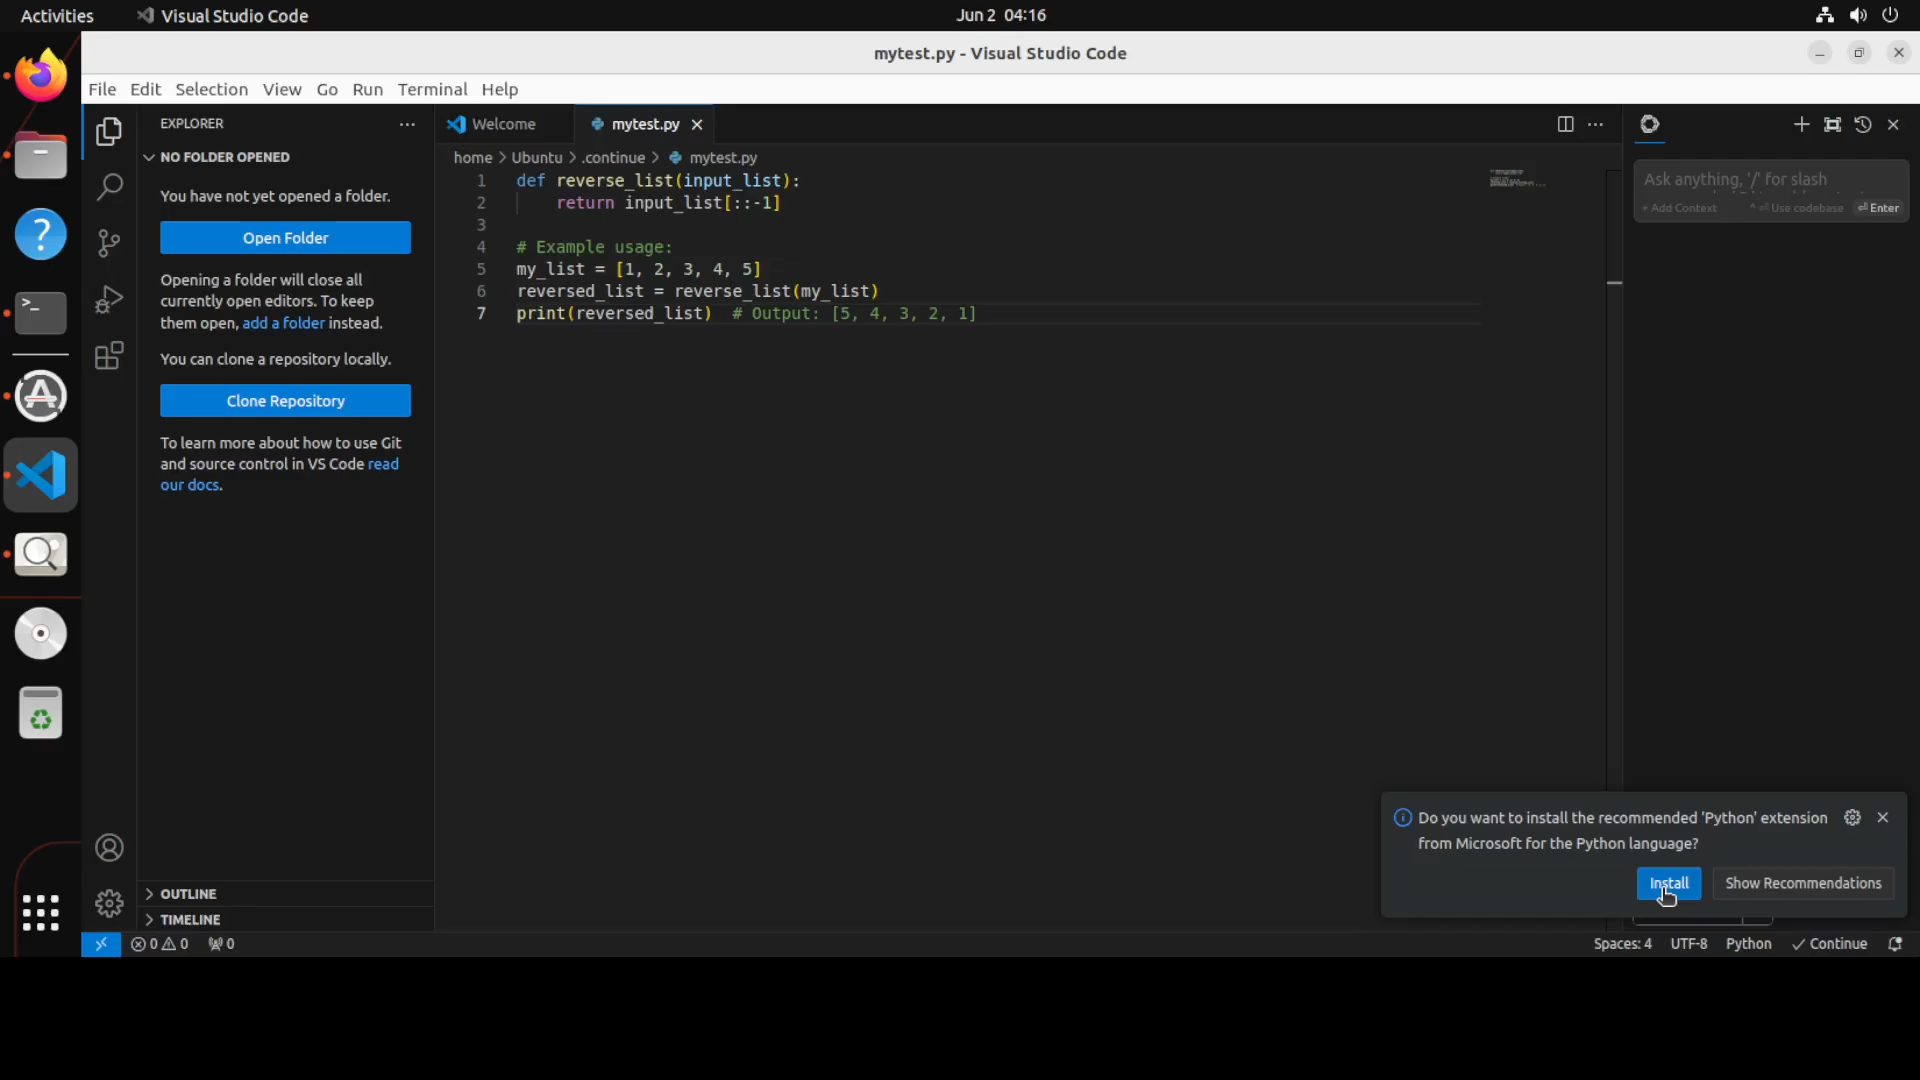 Activities
Visual Studio Code
Jun 2 04:16
mytest.py - Visual Studio Code
File Edit Selection View Go Run Terminal Help
EXPLORER
NO FOLDER OPENED
You have not yet opened a folder.
Open Folder
Opening a folder will close all
currently open editors. To keep
them open, add a folder instead.
You can clone a repository locally.
Clone Repository
To learn more about how to use Git
and source control in VS Code read
our docs.
OUTLINE
TIMELINE
Welcome
mytest.py
home > Ubuntu > .continue > mytest.py
1 def reverse_list(input_list):
2 return input_list[::-1]
3
4 # Example usage:
5 my_list = [1, 2, 3, 4, 5]
6 reversed_list = reverse_list(my_list)
7 print(reversed_list)  # Output: [5, 4, 3, 2, 1]
Ask anything, '/' for slash
+ Add Context
Use codebase
Enter
Do you want to install the recommended 'Python' extension
from Microsoft for the Python language?
Install
Show Recommendations
0 0 0
Spaces: 4 UTF-8 Python Continue